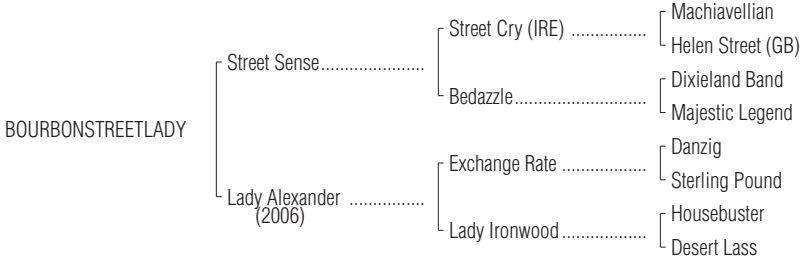 Machiavellian
Street Cry (IRE) ................
Helen Street (GB)
Street Sense......................
Dixieland Band
Bedazzle............................
Majestic Legend
BOURBONSTREETLADY
Danzig
Exchange Rate ..................
Sterling Pound
Lady Alexander ................
(2006)
Housebuster
Lady Ironwood..................
Desert Lass